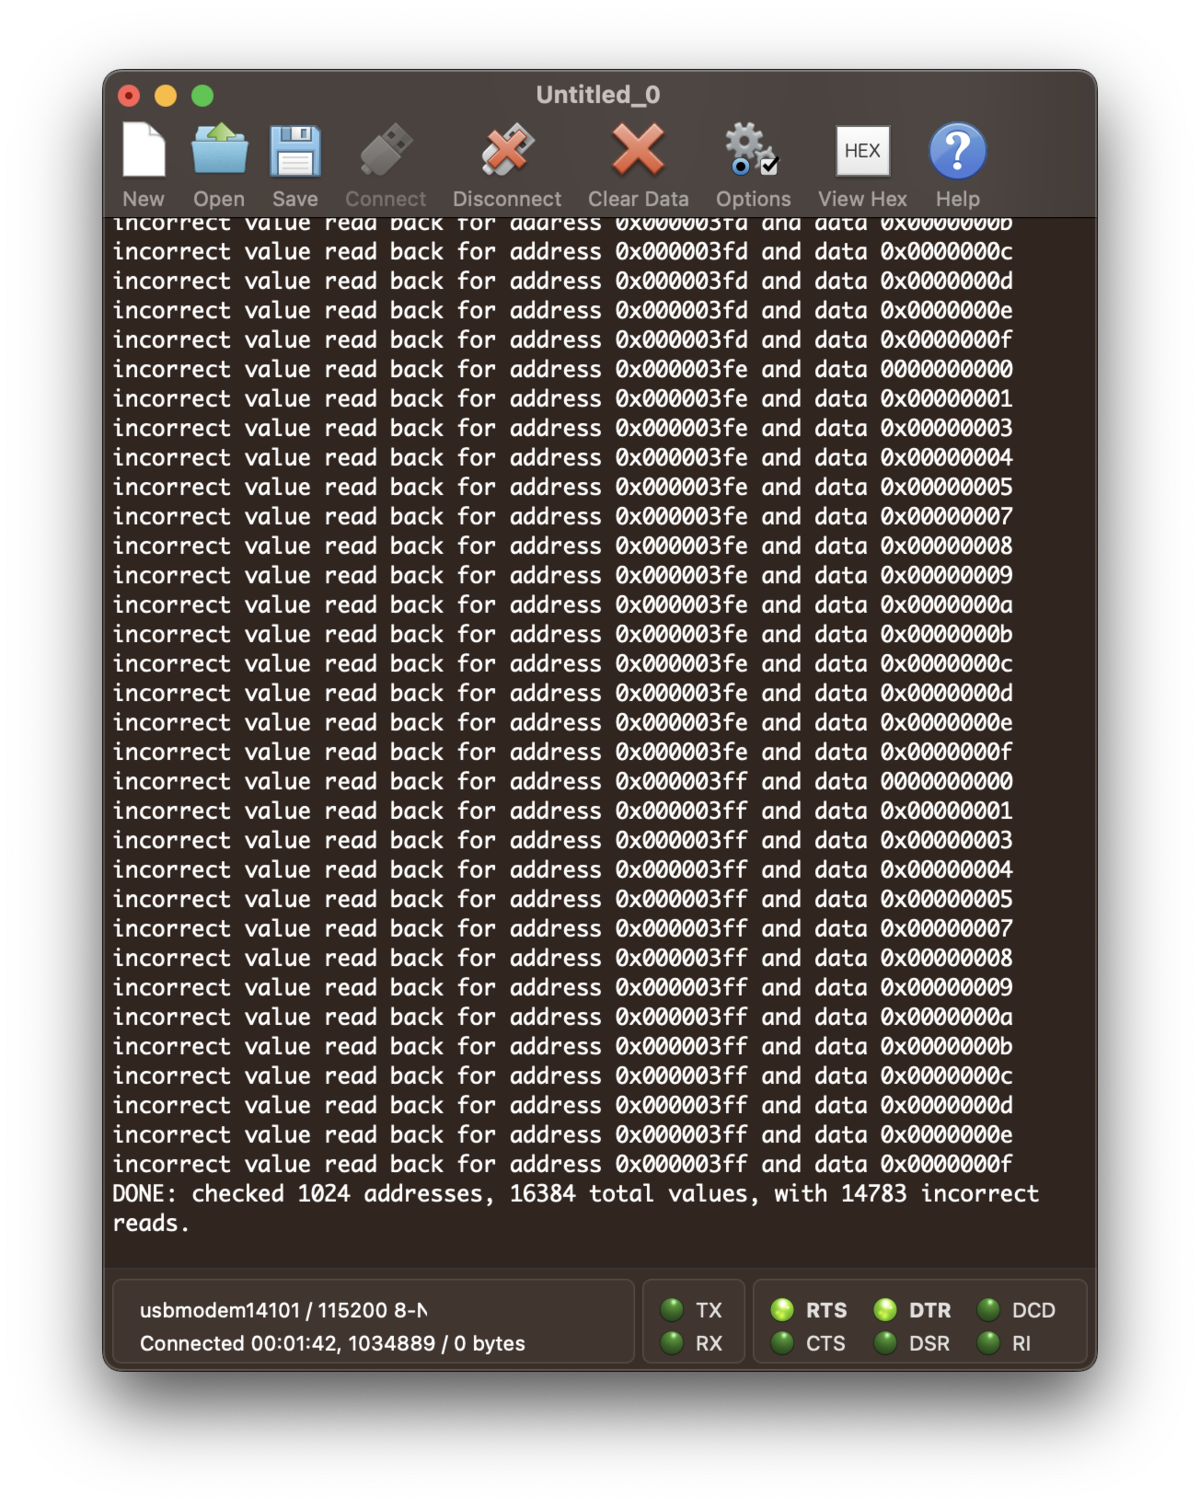 Untitled_0
New Open Save Connect Disconnect Clear Data Options HEX View Hex ? Help
incorrect value read back for address 0x000003fd and data 0x0000000b
incorrect value read back for address 0x000003fd and data 0x0000000c
incorrect value read back for address 0x000003fd and data 0x0000000d
incorrect value read back for address 0x000003fd and data 0x0000000e
incorrect value read back for address 0x000003fd and data 0x0000000f
incorrect value read back for address 0x000003fe and data 0000000000
incorrect value read back for address 0x000003fe and data 0x00000001
incorrect value read back for address 0x000003fe and data 0x00000003
incorrect value read back for address 0x000003fe and data 0x00000004
incorrect value read back for address 0x000003fe and data 0x00000005
incorrect value read back for address 0x000003fe and data 0x00000007
incorrect value read back for address 0x000003fe and data 0x00000008
incorrect value read back for address 0x000003fe and data 0x00000009
incorrect value read back for address 0x000003fe and data 0x0000000a
incorrect value read back for address 0x000003fe and data 0x0000000b
incorrect value read back for address 0x000003fe and data 0x0000000c
incorrect value read back for address 0x000003fe and data 0x0000000d
incorrect value read back for address 0x000003fe and data 0x0000000e
incorrect value read back for address 0x000003fe and data 0x0000000f
incorrect value read back for address 0x000003ff and data 0000000000
incorrect value read back for address 0x000003ff and data 0x00000001
incorrect value read back for address 0x000003ff and data 0x00000003
incorrect value read back for address 0x000003ff and data 0x00000004
incorrect value read back for address 0x000003ff and data 0x00000005
incorrect value read back for address 0x000003ff and data 0x00000007
incorrect value read back for address 0x000003ff and data 0x00000008
incorrect value read back for address 0x000003ff and data 0x00000009
incorrect value read back for address 0x000003ff and data 0x0000000a
incorrect value read back for address 0x000003ff and data 0x0000000b
incorrect value read back for address 0x000003ff and data 0x0000000c
incorrect value read back for address 0x000003ff and data 0x0000000d
incorrect value read back for address 0x000003ff and data 0x0000000e
incorrect value read back for address 0x000003ff and data 0x0000000f
DONE: checked 1024 addresses, 16384 total values, with 14783 incorrect
reads.
usbmodem14101 / 115200 8-N
Connected 00:01:42, 1034889 / 0 bytes
TX RTS DTR DCD
RX CTS DSR RI